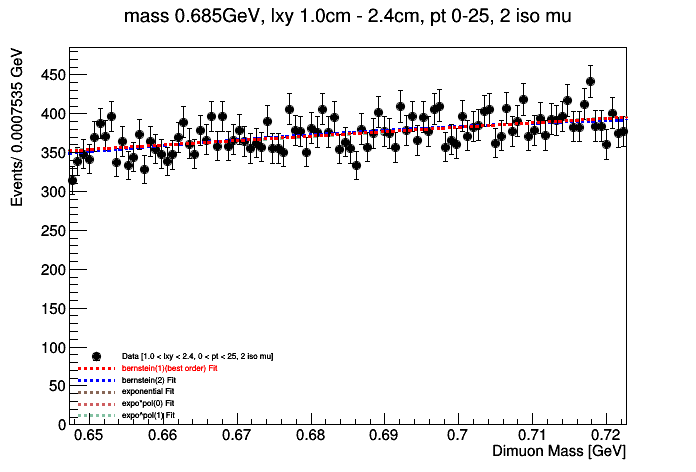 mass 0.685GeV, lxy 1.0cm - 2.4cm, pt 0-25, 2 iso mu
Events/ 0.0007535 GeV
450
400
350
300
250
200
150
100
50
0
Data [1.0 < lxy < 2.4, 0 < pt < 25, 2 iso mu]
bernstein(1)(best order) Fit
bernstein(2) Fit
exponential Fit
expo*pol(0) Fit
expo*pol(1) Fit
0.65 0.66 0.67 0.68 0.69 0.7 0.71 0.72
Dimuon Mass [GeV]